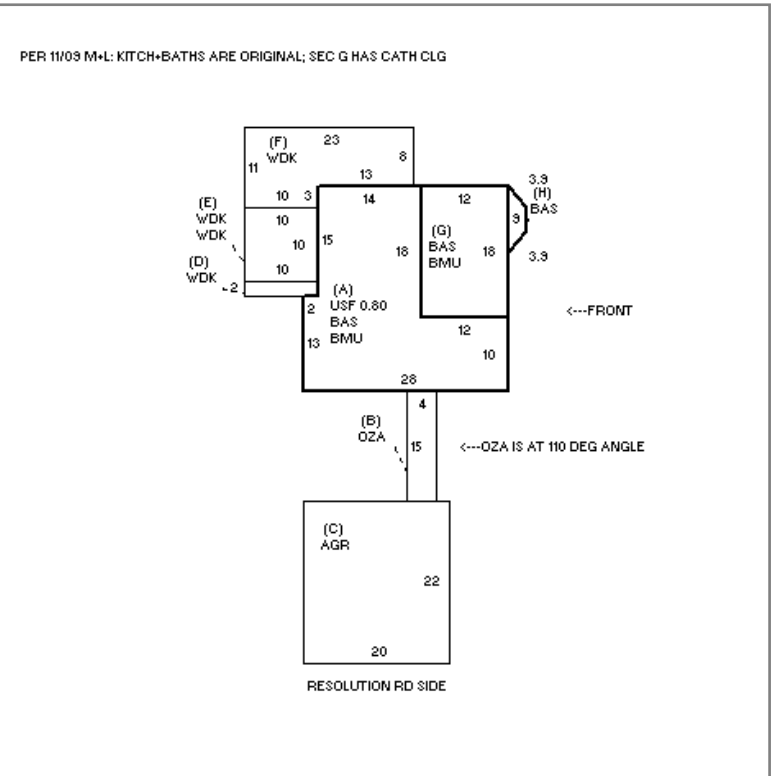 PER 11/09 M+L: KITCH+BATHS ARE ORIGINAL; SEC G HAS CATH CLG
23
(F)
WDK
8
11
13
3.9
10 3
14
12
(H)
BAS
(E)
WDK
WDK
10
9
15
(G)
BAS
BMU
10
18
18
3.9
(D)
WDK
10
2
(A)
USF 0.80
BAS
BMU
2
<---FRONT
12
13
10
28
4
(B)
OZA
15
<---OZA IS AT 110 DEG ANGLE
(C)
AGR
22
20
RESOLUTION RD SIDE